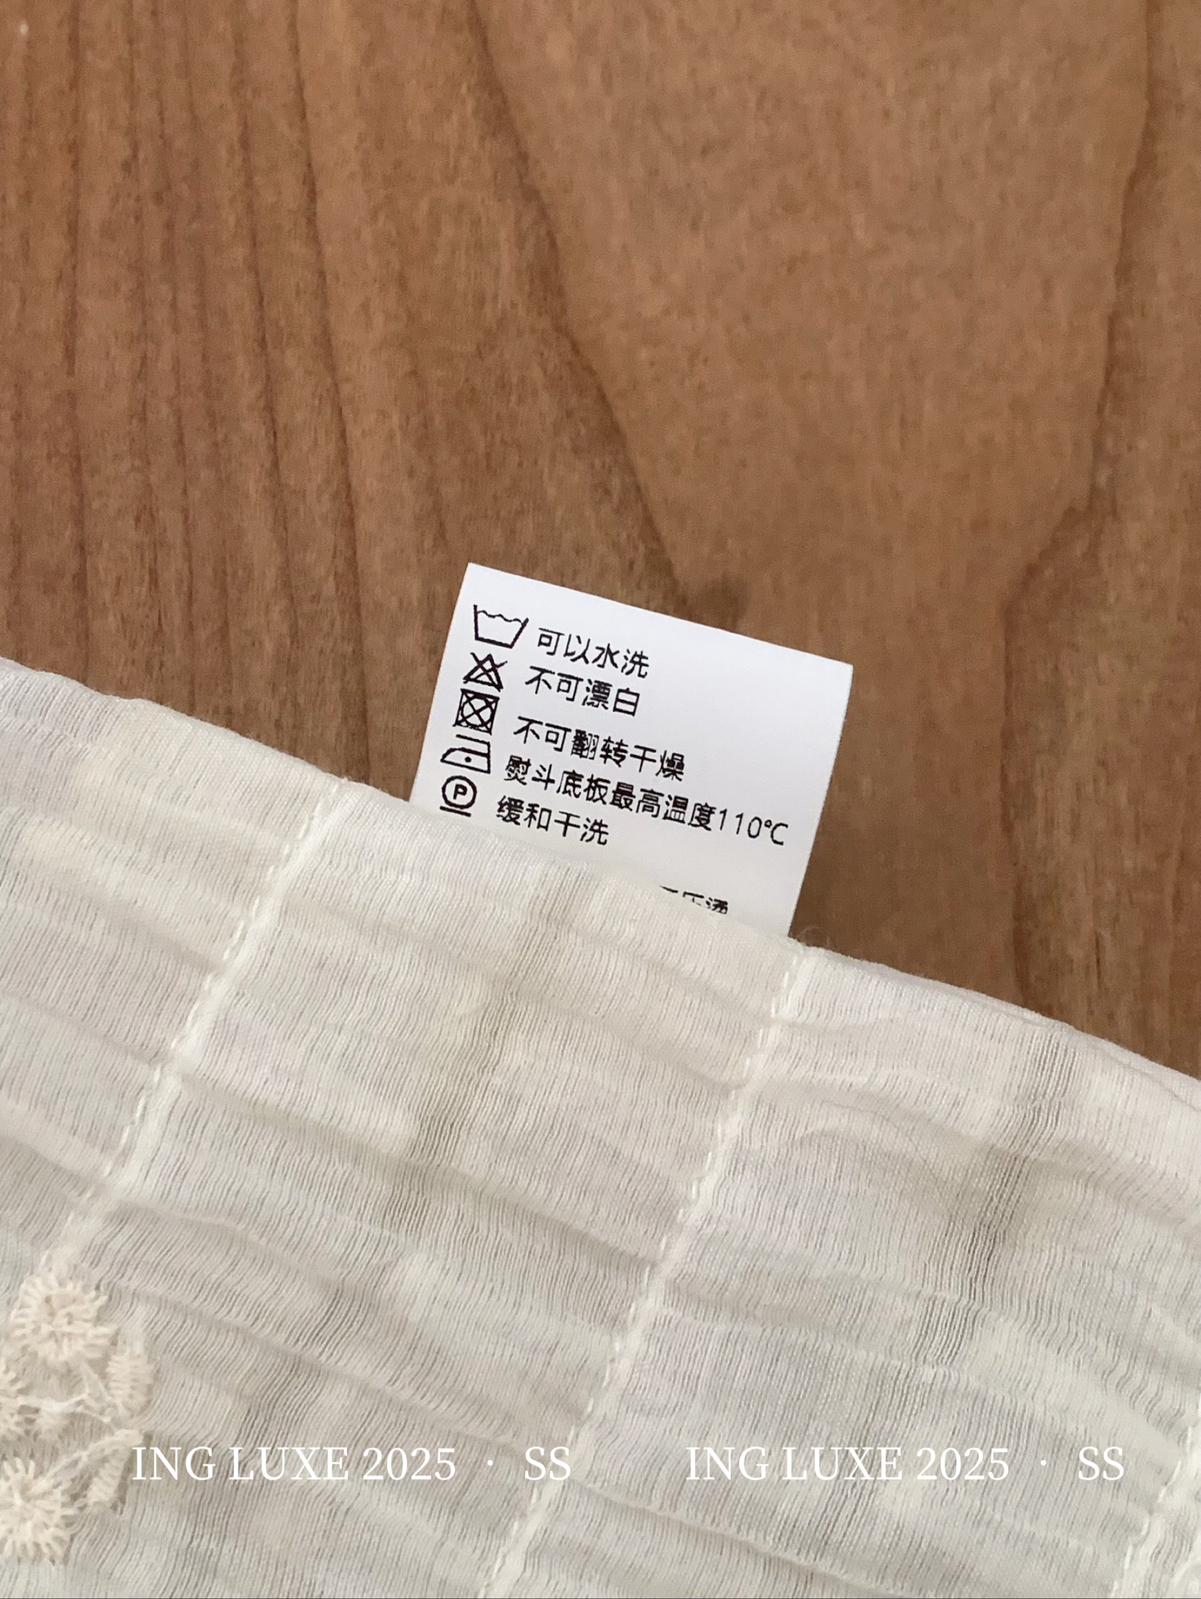 可以水洗
不可漂白
不可翻转干燥
熨斗底板最高温度110℃
P 缓和干洗
ING LUXE 2025 · SS ING LUXE 2025 · SS